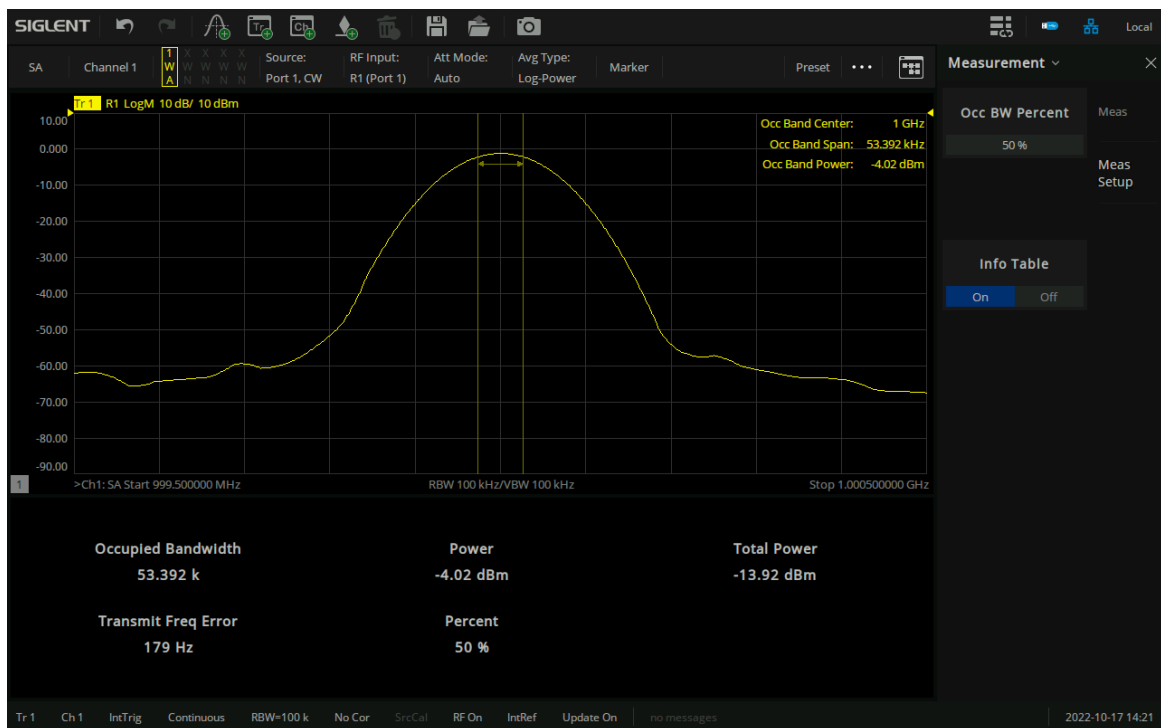 SIGLENT
Tr
Ch
Local
SA
Channel 1
1 X X X X
W W W W W
A N N N N
Source:
Port 1, CW
RF Input:
R1 (Port 1)
Att Mode:
Auto
Avg Type:
Log-Power
Marker
Preset
Measurement
Tr 1 R1 LogM 10 dB/ 10 dBm
Occ Band Center: 1 GHz
Occ Band Span: 53.392 kHz
Occ Band Power: -4.02 dBm
10.00
0.000
-10.00
-20.00
-30.00
-40.00
-50.00
-60.00
-70.00
-80.00
-90.00
1
>Ch1: SA Start 999.500000 MHz
RBW 100 kHz/VBW 100 kHz
Stop 1.000500000 GHz
Occ BW Percent
50 %
Meas
Meas
Setup
Info Table
On
Off
Occupied Bandwidth
53.392 k
Power
-4.02 dBm
Total Power
-13.92 dBm
Transmit Freq Error
179 Hz
Percent
50 %
Tr 1 Ch 1 IntTrig Continuous RBW=100 k No Cor SrcCal RF On IntRef Update On no messages 2022-10-17 14:21